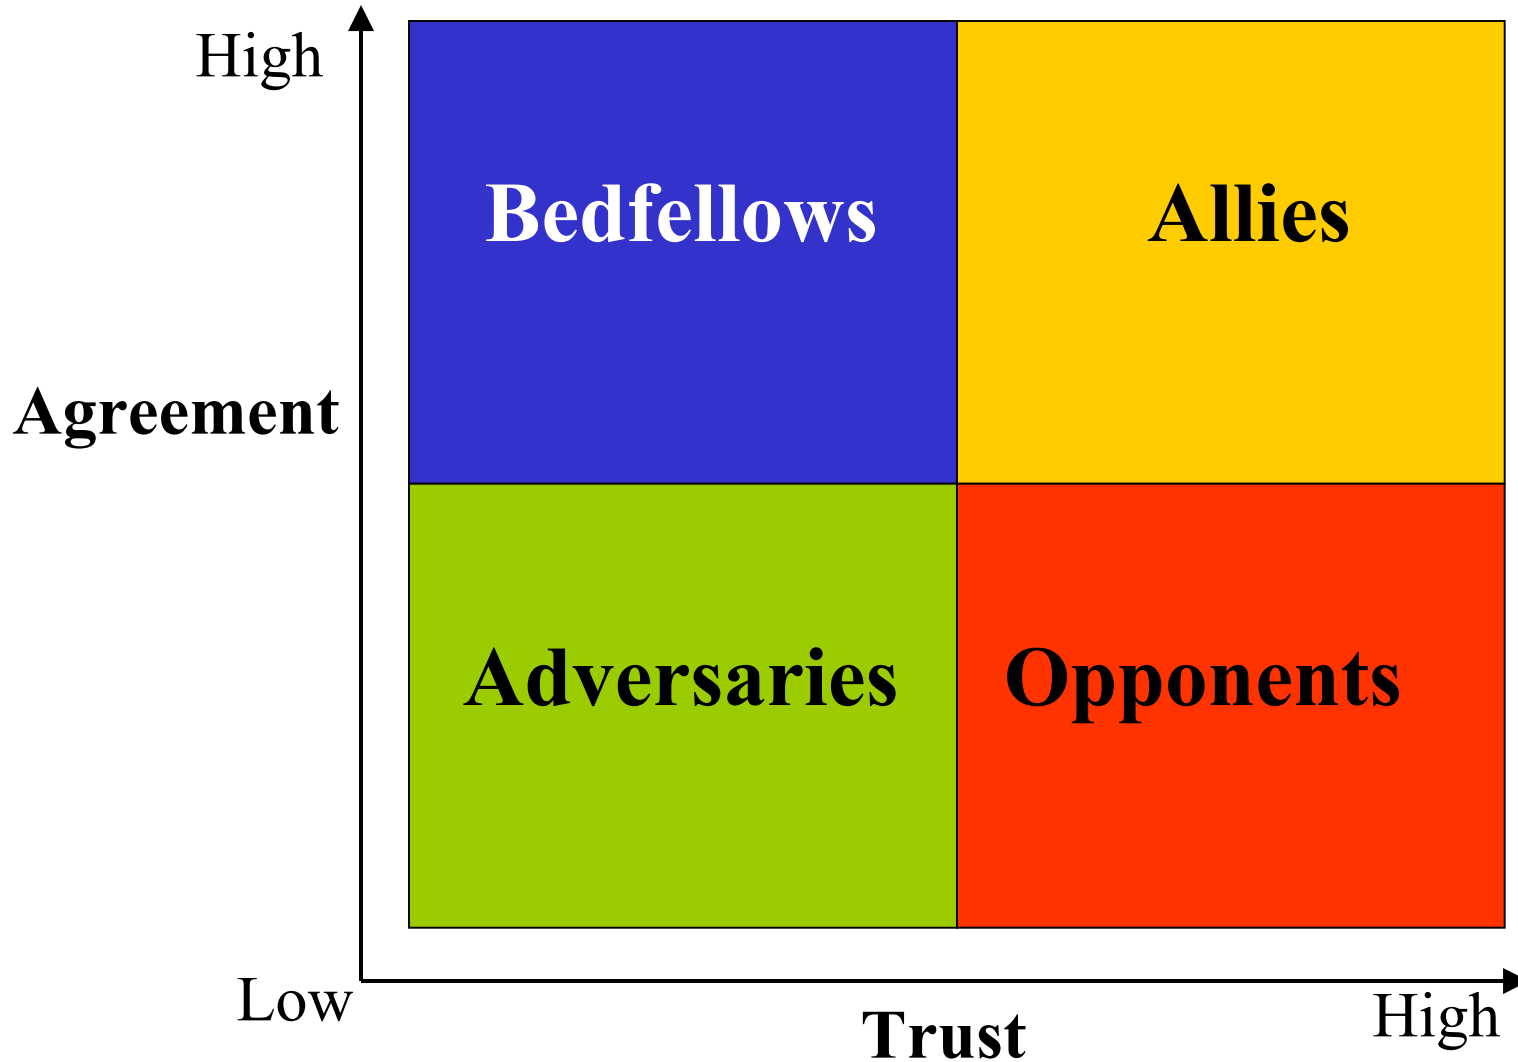 High
Bedfellows
Allies
Agreement
Adversaries
Opponents
Low
High
Trust